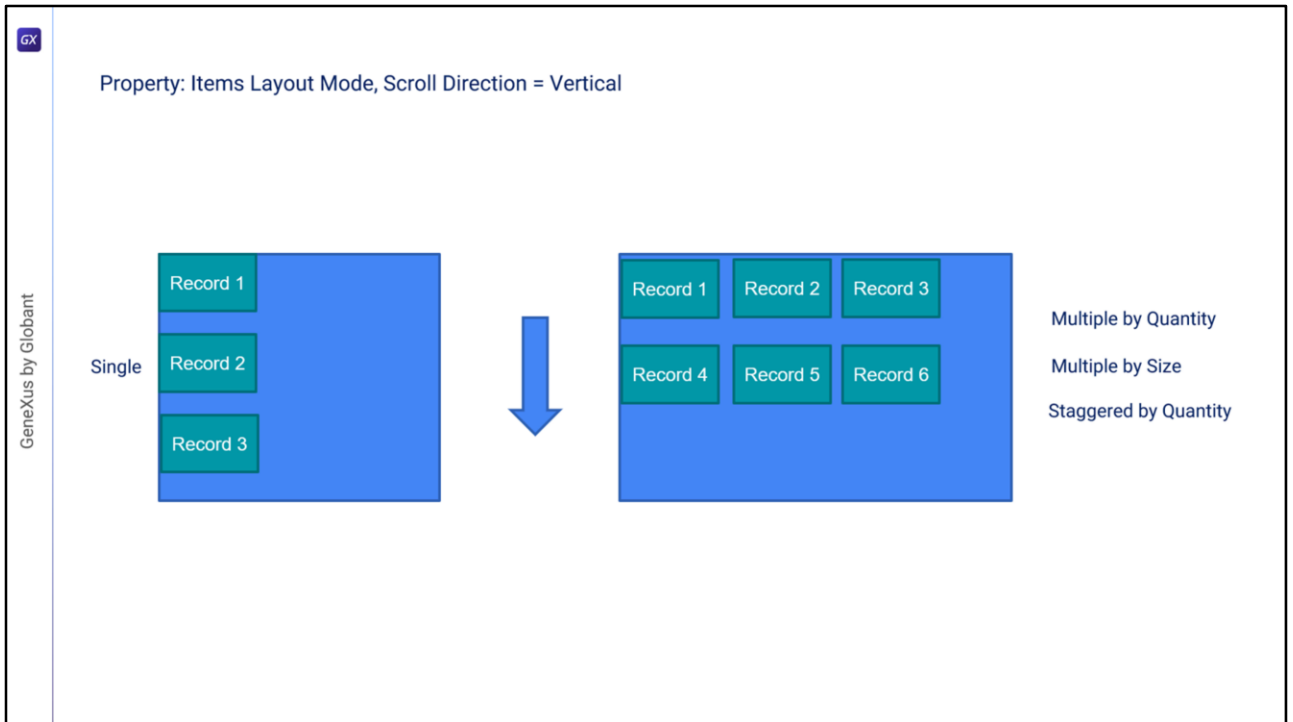 GX
Property: Items Layout Mode, Scroll Direction = Vertical
GeneXus by Globant
Single
Record 1
Record 2
Record 3
Record 1 Record 2 Record 3
Record 4 Record 5 Record 6
Multiple by Quantity
Multiple by Size
Staggered by Quantity